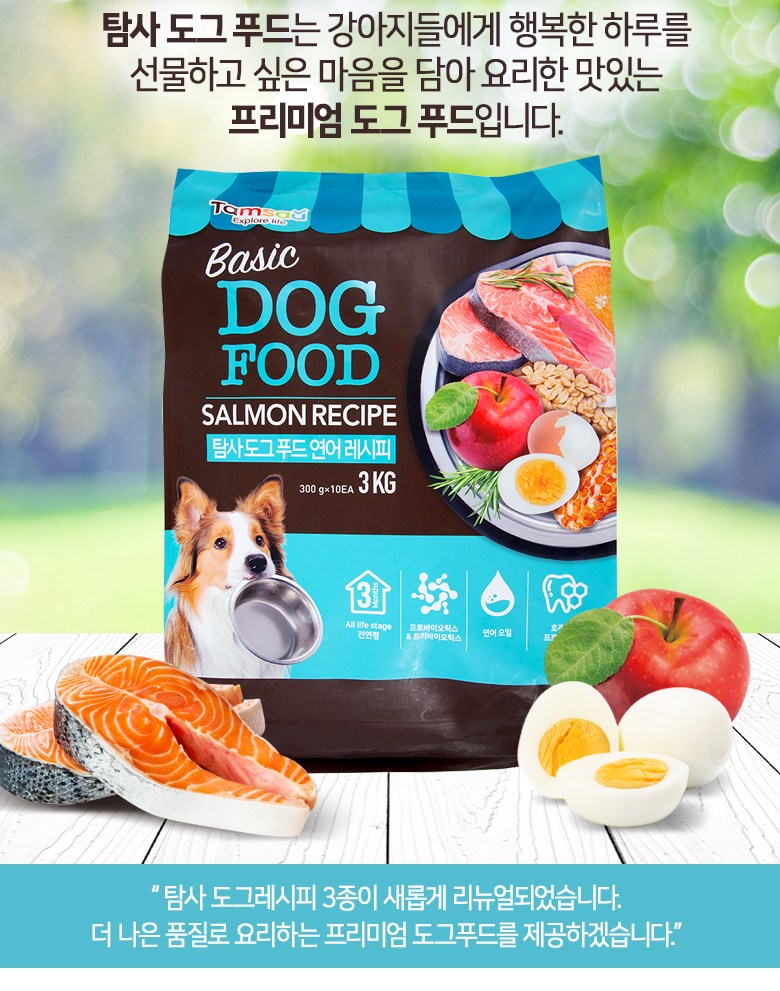 탐사 도그 푸드는 강아지들에게 행복한 하루를
선물하고 싶은 마음을 담아 요리한 맛있는
프리미엄 도그 푸드입니다.
Tamsaa
Explore life
Basic
DOG
FOOD
SALMON RECIPE
탐사 도그 푸드 연어 레시피
300 g×10EA 3 KG
3 Months
All life stage
전연령
프로바이오틱스
& 프리바이오틱스
연어 오일
“ 탐사 도그레시피 3종이 새롭게 리뉴얼되었습니다.
더 나은 품질로 요리하는 프리미엄 도그푸드를 제공하겠습니다.”